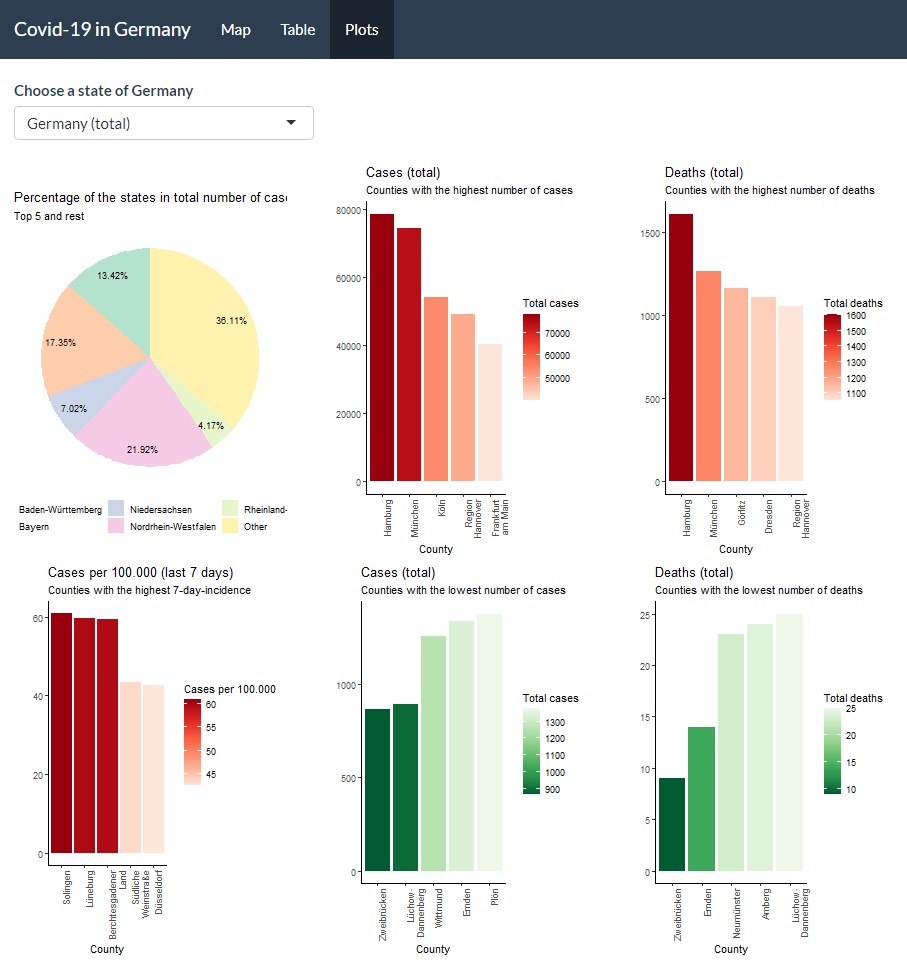 Covid-19 in Germany Map Table Plots
Choose a state of Germany
Germany (total)
Percentage of the states in total number of
Top 5 and rest
13.42%
36.11%
17.35%
7.02%
4.17%
21.92%
Baden-Württemberg Niedersachsen Rheinland-
Bayern Nordrhein-Westfalen Other
Cases (total)
Counties with the highest number of cases
80000
60000
40000
20000
0
Hamburg
München
Köln
Region
Hannover
Frankfurt
am Main
County
Total cases
70000
60000
50000
Deaths (total)
Counties with the highest number of deaths
1500
1000
500
0
Hamburg
München
Görlitz
Dresden
Region
Hannover
County
Total deaths
1600
1500
1400
1300
1200
1100
Cases per 100.000 (last 7 days)
Counties with the highest 7-day-incidence
60
40
20
0
Solingen
Lüneburg
Berchtesgadener
Land
Südliche
Weinstraße
Düsseldorf
County
Cases per 100.000
60
55
50
45
Cases (total)
Counties with the lowest number of cases
1000
500
0
Zweibrücken
Lüchow-
Dannenberg
Wittmund
Emden
Plön
County
Total cases
1300
1200
1100
1000
900
Deaths (total)
Counties with the lowest number of deaths
25
20
15
10
5
0
Zweibrücken
Emden
Neumünster
Amberg
Lüchow-
Dannenberg
County
Total deaths
25
20
15
10